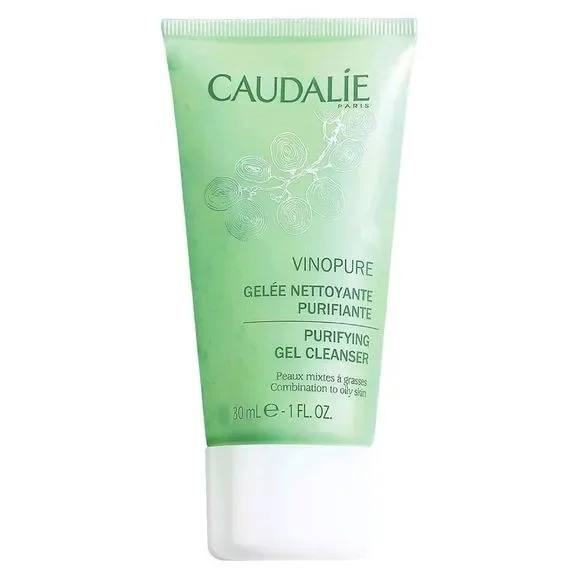 CAUDALÍE
PARIS
VINOPURE
GELÉE NETTOYANTE
PURIFIANTE
PURIFYING
GEL CLEANSER
Peaux mixtes à grasses
Combination to oily skin
30 mL ℮ - 1 FL. OZ.